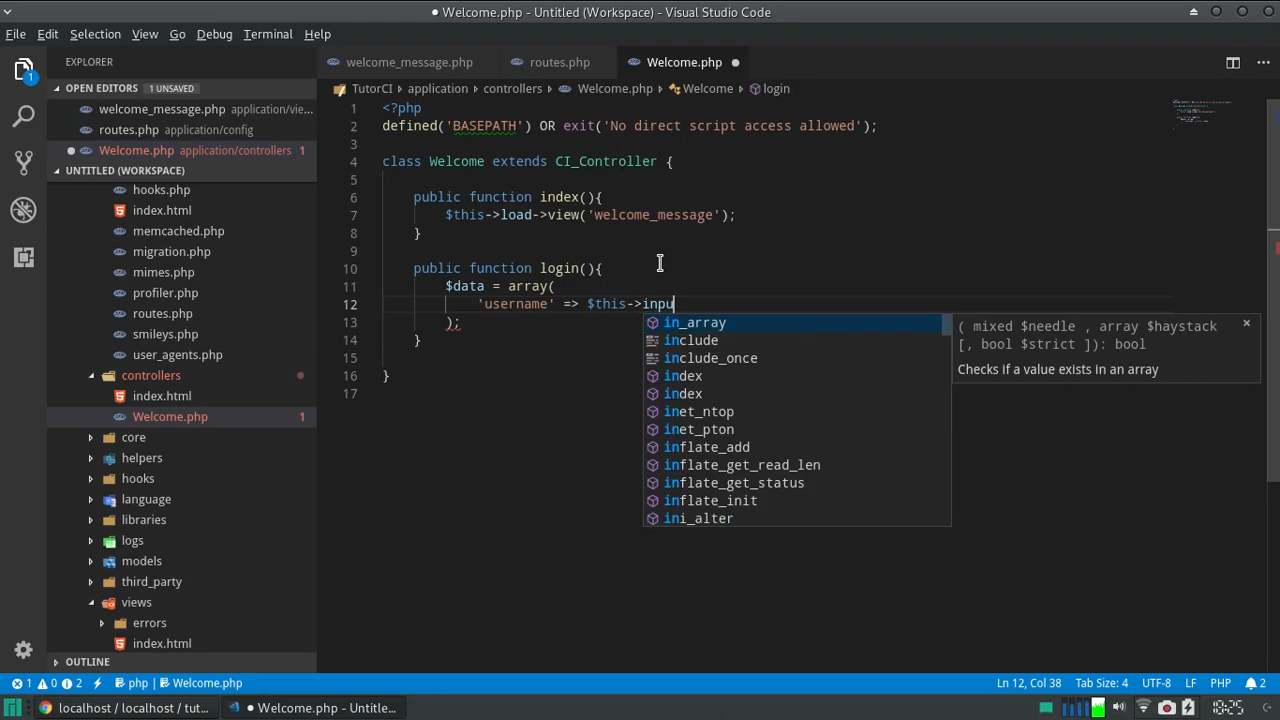 Welcome.php - Untitled (Workspace) - Visual Studio Code
File Edit Selection View Go Debug Terminal Help
1
EXPLORER
OPEN EDITORS 1 UNSAVED
welcome_message.php application/vie...
routes.php application/config
Welcome.php application/controllers 1
UNTITLED (WORKSPACE)
hooks.php
index.html
memcached.php
migration.php
mimes.php
profiler.php
routes.php
smileys.php
user_agents.php
controllers
index.html
Welcome.php 1
core
helpers
hooks
language
libraries
logs
models
third_party
views
errors
index.html
OUTLINE
welcome_message.php routes.php Welcome.php
TutorCI application controllers Welcome.php Welcome login
1 <?php
2 defined('BASEPATH') OR exit('No direct script access allowed');
3
4 class Welcome extends CI_Controller {
5
6 public function index(){
7 $this->load->view('welcome_message');
8 }
9
10 public function login(){
11 $data = array(
12 'username' => $this->inpu
13 );
14 }
15
16 }
17
in_array
include
include_once
index
index
inet_ntop
inet_pton
inflate_add
inflate_get_read_len
inflate_get_status
inflate_init
ini_alter
( mixed $needle , array $haystack
[, bool $strict ]): bool
Checks if a value exists in an array
1 0 2 php Welcome.php Ln 12, Col 38 Tab Size: 4 UTF-8 LF PHP 2
localhost / localhost / tut... Welcome.php - Untitle...